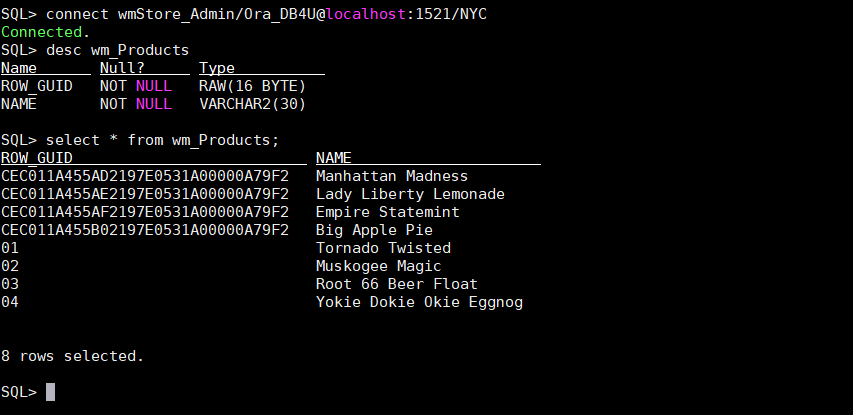 SQL> connect wmStore_Admin/Ora_DB4U@localhost:1521/NYC
Connected.
SQL> desc wm_Products
Name Null? Type
ROW_GUID NOT NULL RAW(16 BYTE)
NAME NOT NULL VARCHAR2(30)
SQL> select * from wm_Products;
ROW_GUID NAME
CEC011A455AD2197E0531A00000A79F2 Manhattan Madness
CEC011A455AE2197E0531A00000A79F2 Lady Liberty Lemonade
CEC011A455AF2197E0531A00000A79F2 Empire Statemint
CEC011A455B02197E0531A00000A79F2 Big Apple Pie
01 Tornado Twisted
02 Muskogee Magic
03 Root 66 Beer Float
04 Yokie Dokie Okie Eggnog
8 rows selected.
SQL>